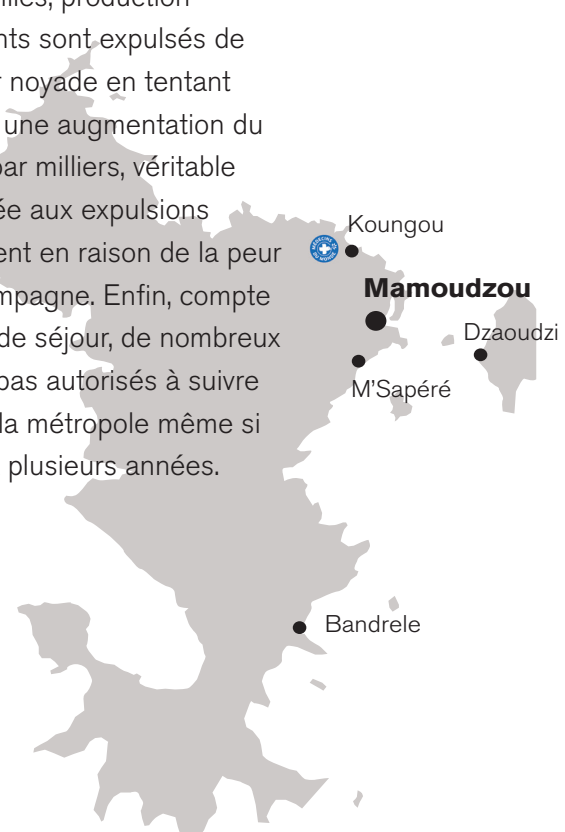 production
nts sont expulsés de
r noyade en tentant
une augmentation du
par milliers, véritable
ée aux expulsions
ent en raison de la peur
mpagne. Enfin, compte
de séjour, de nombreux
pas autorisés à suivre
la métropole même si
plusieurs années.
Koungou
Mamoudzou
Dzaoudzi
M'Sapéré
Bandrele